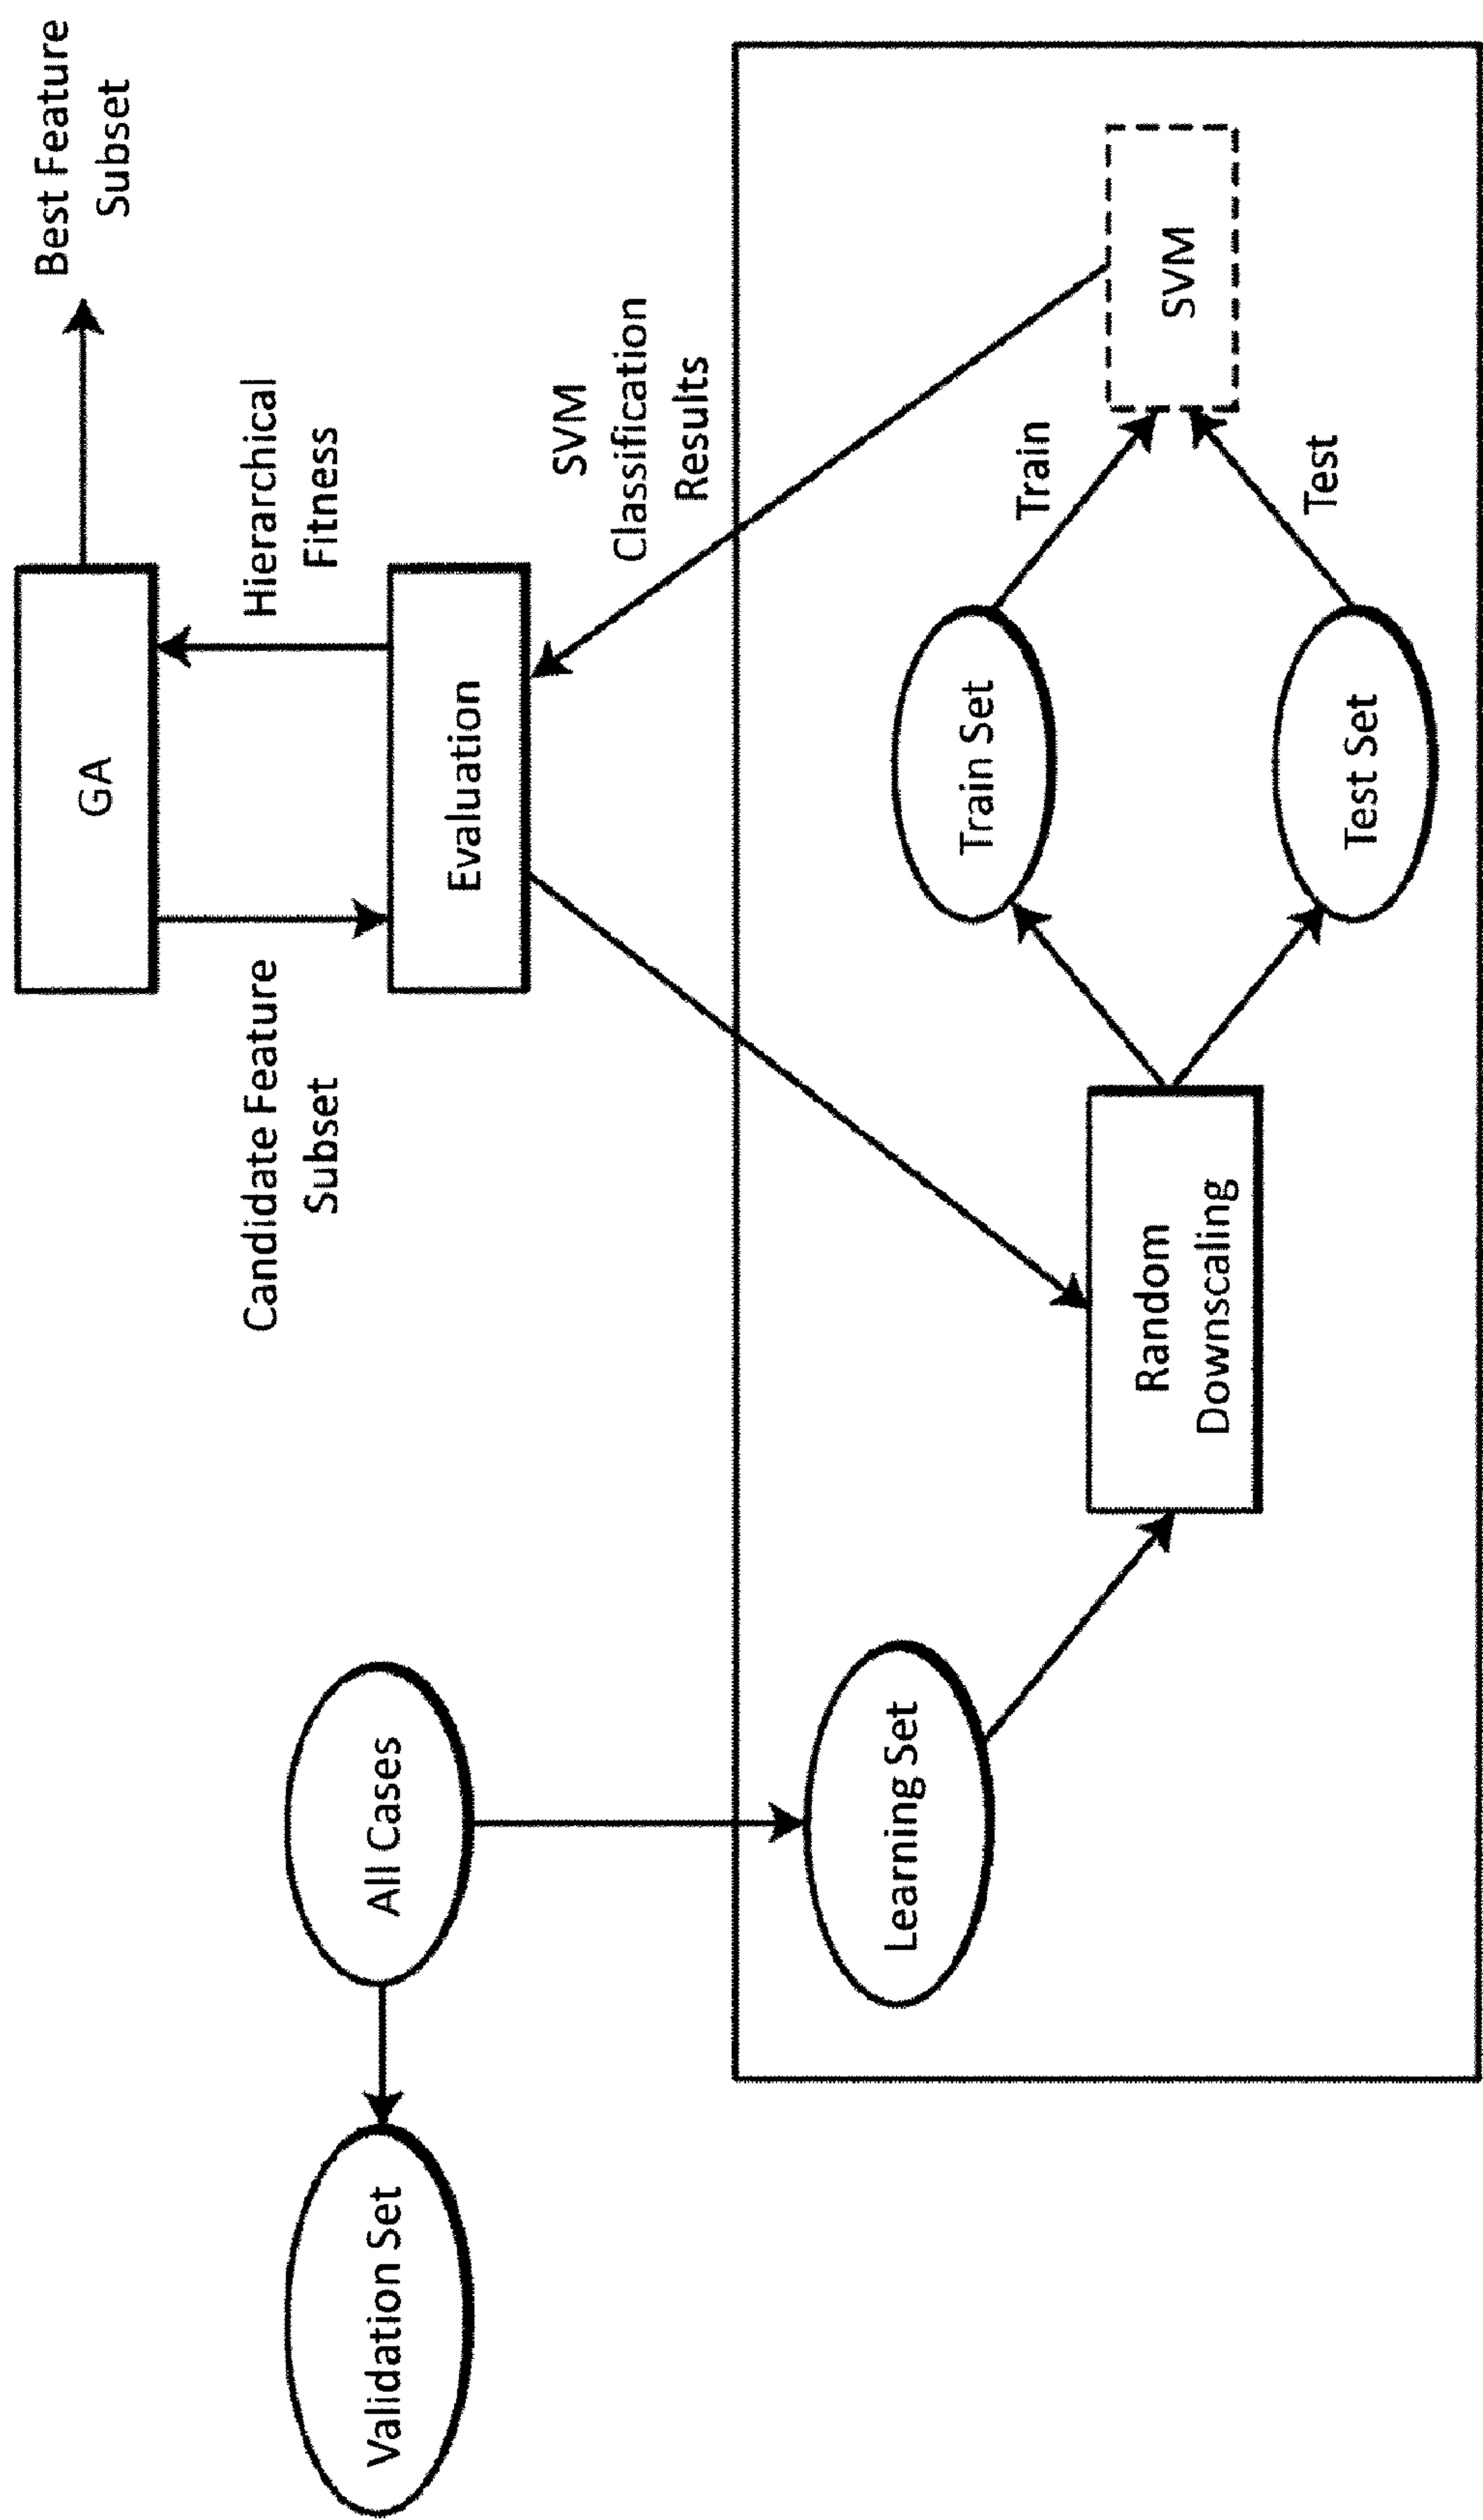 GA
Best Feature
Subset
Candidate Feature
Subset
Hierarchical
Fitness
Validation Set
All Cases
Evaluation
SVM
Classification
Results
Learning Set
Random
Downscaling
Train Set
Test Set
Train
Test
SVM